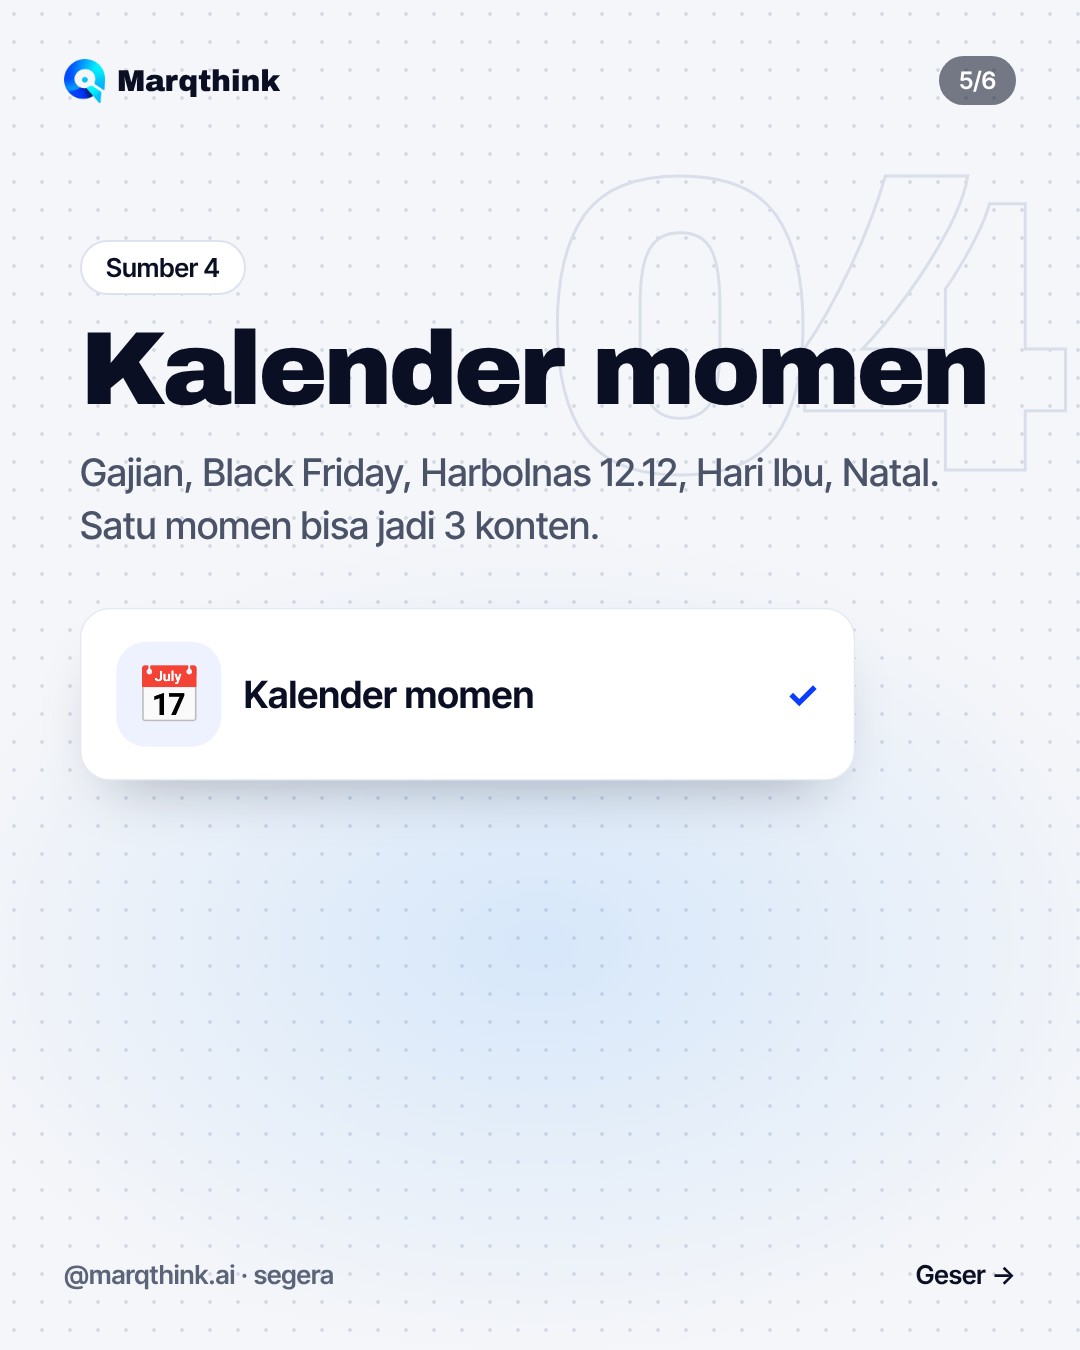 Marqthink
5/6
04
Sumber 4
Kalender momen
Gajian, Black Friday, Harbolnas 12.12, Hari Ibu, Natal.
Satu momen bisa jadi 3 konten.
July
17
Kalender momen
@marqthink.ai · segera
Geser →